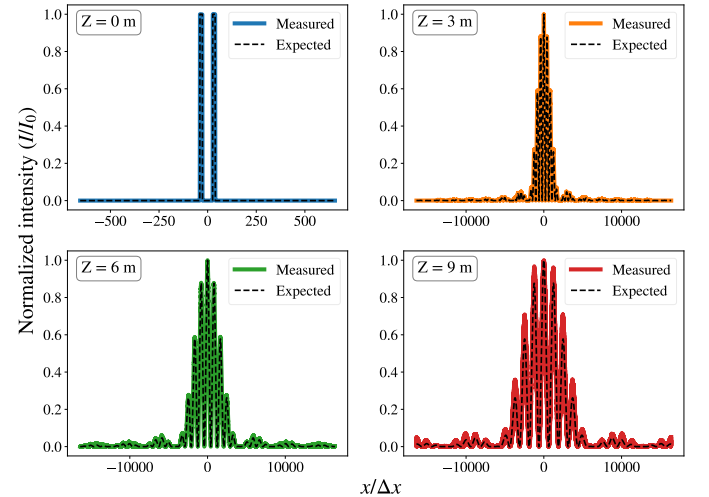 Normalized intensity (I/I₀)
Z = 0 m
Measured
Expected
1.0
0.8
0.6
0.4
0.2
0.0
−500
−250
0
250
500
Z = 3 m
Measured
Expected
1.0
0.8
0.6
0.4
0.2
0.0
−10000
0
10000
Z = 6 m
Measured
Expected
1.0
0.8
0.6
0.4
0.2
0.0
−10000
0
10000
Z = 9 m
Measured
Expected
1.0
0.8
0.6
0.4
0.2
0.0
−10000
0
10000
x/Δx